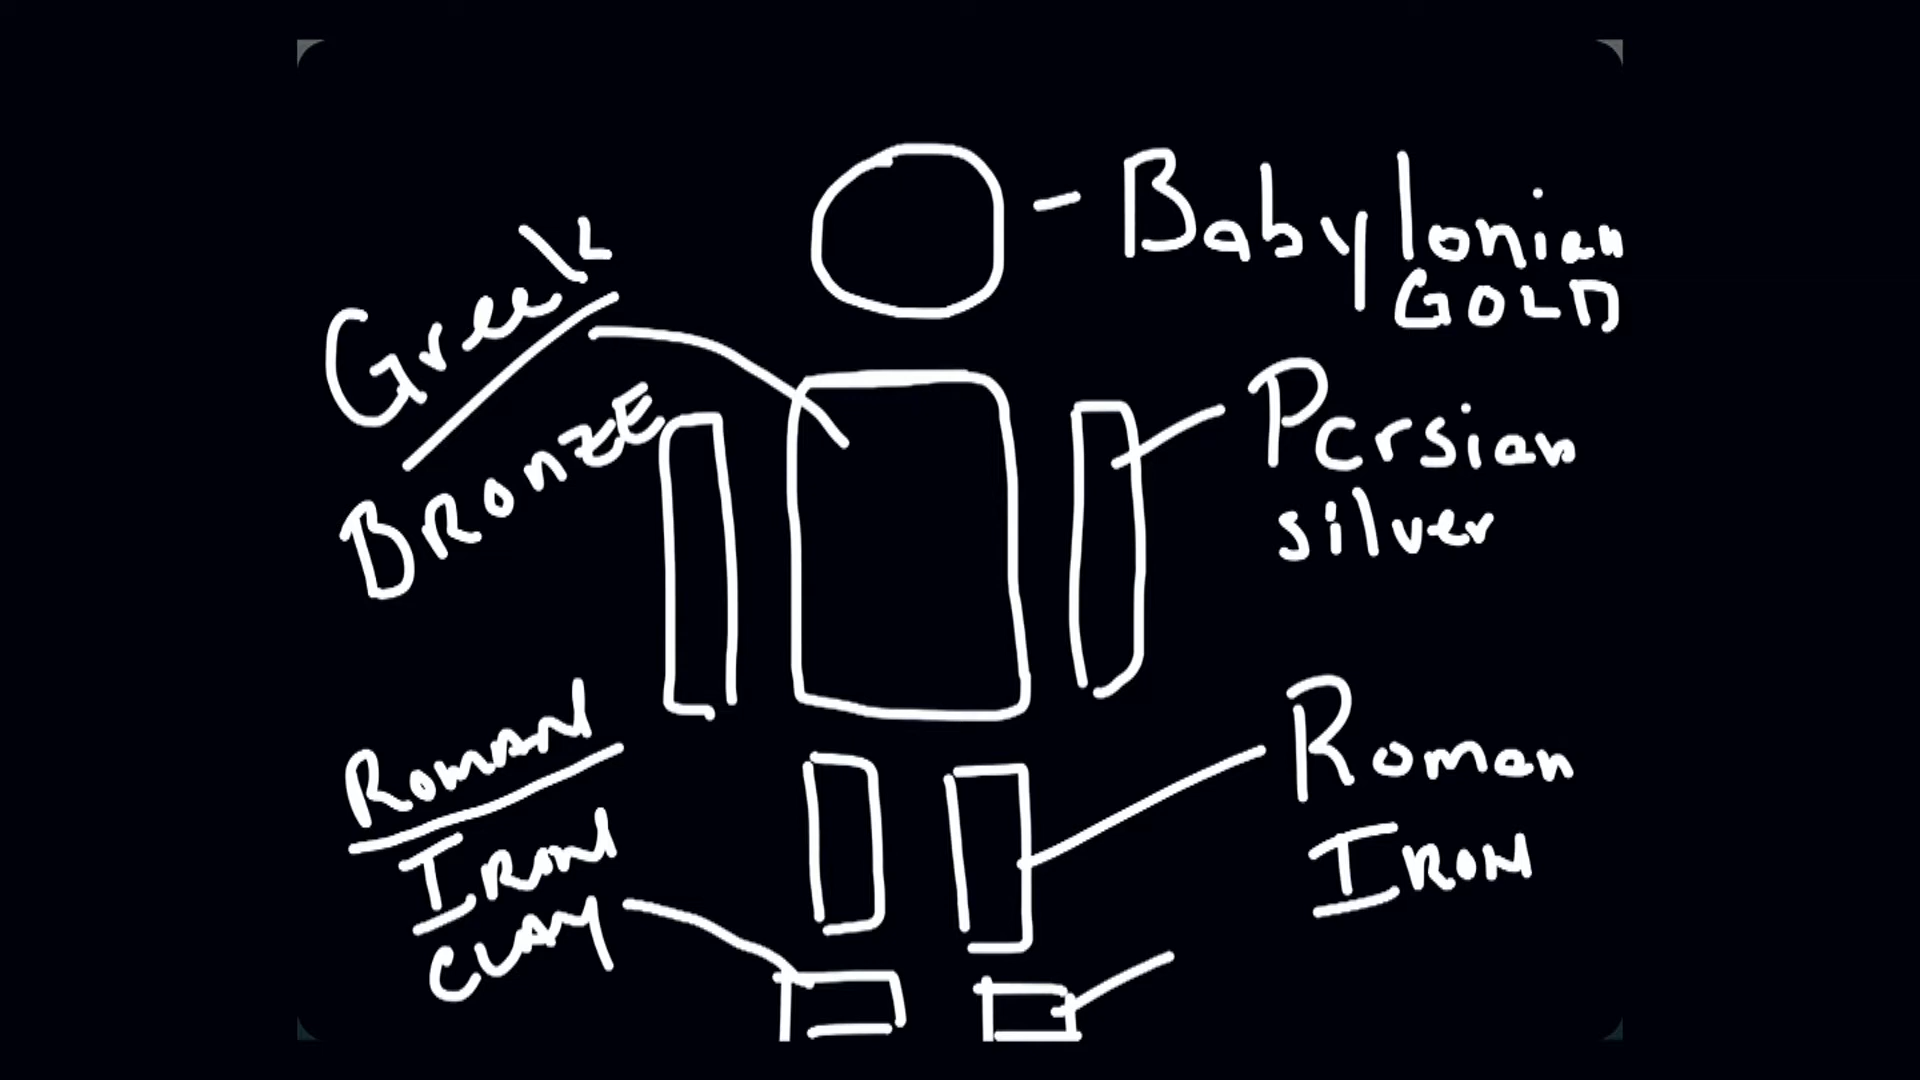 Babylonian
GOLD
Greek
BRONZE
Persian
silver
ROMAN
IRON
CLAY
Roman
IRON